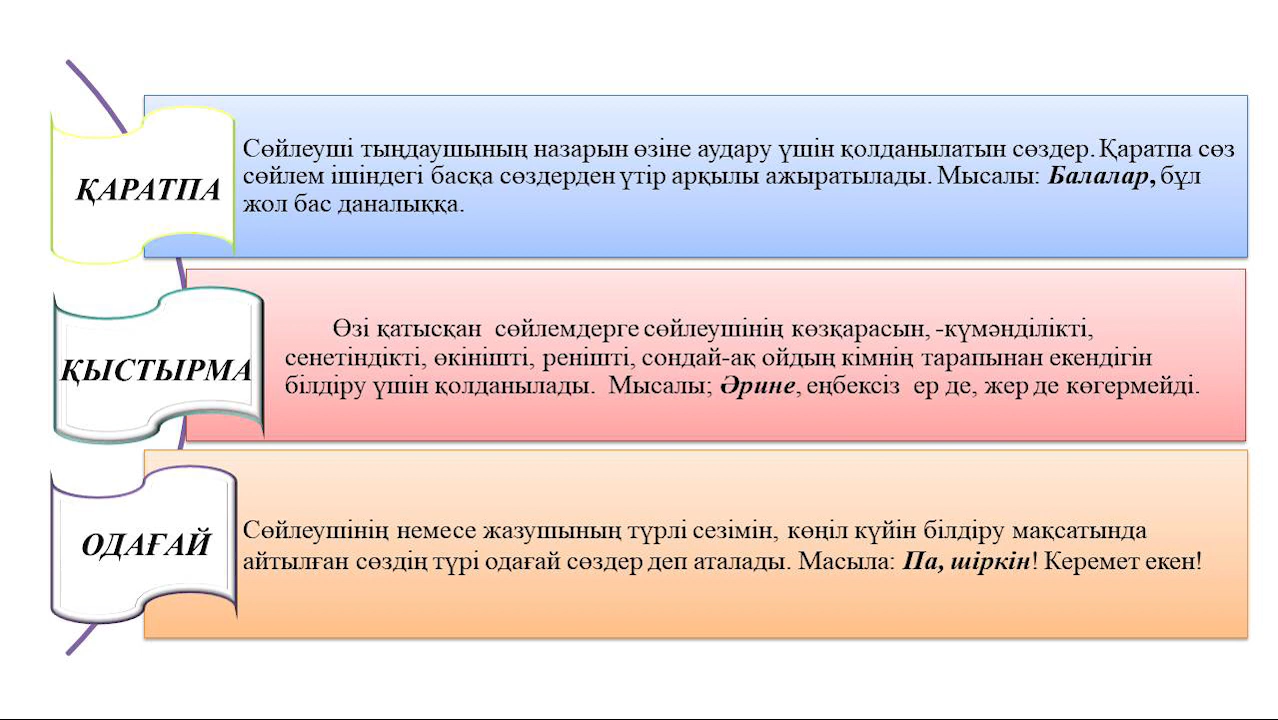 ҚАРАТПА
Сөйлеуші тыңдаушының назарын өзіне аудару үшін қолданылатын сөздер. Қаратпа сөз
сөйлем ішіндегі басқа сөздерден үтір арқылы ажыратылады. Мысалы: Балалар, бұл
жол бас даналыққа.
ҚЫСТЫРМА
Өзі қатысқан сөйлемдерге сөйлеушінің көзқарасын, -күмәнділікті,
сенетіндікті, өкінішті, ренішті, сондай-ақ ойдың кімнің тарапынан екендігін
білдіру үшін қолданылады. Мысалы; Әрине, еңбексіз ер де, жер де көгермейді.
ОДАҒАЙ
Сөйлеушінің немесе жазушының түрлі сезімін, көңіл күйін білдіру мақсатында
айтылған сөздің түрі одағай сөздер деп аталады. Масыла: Па, шіркін! Керемет екен!